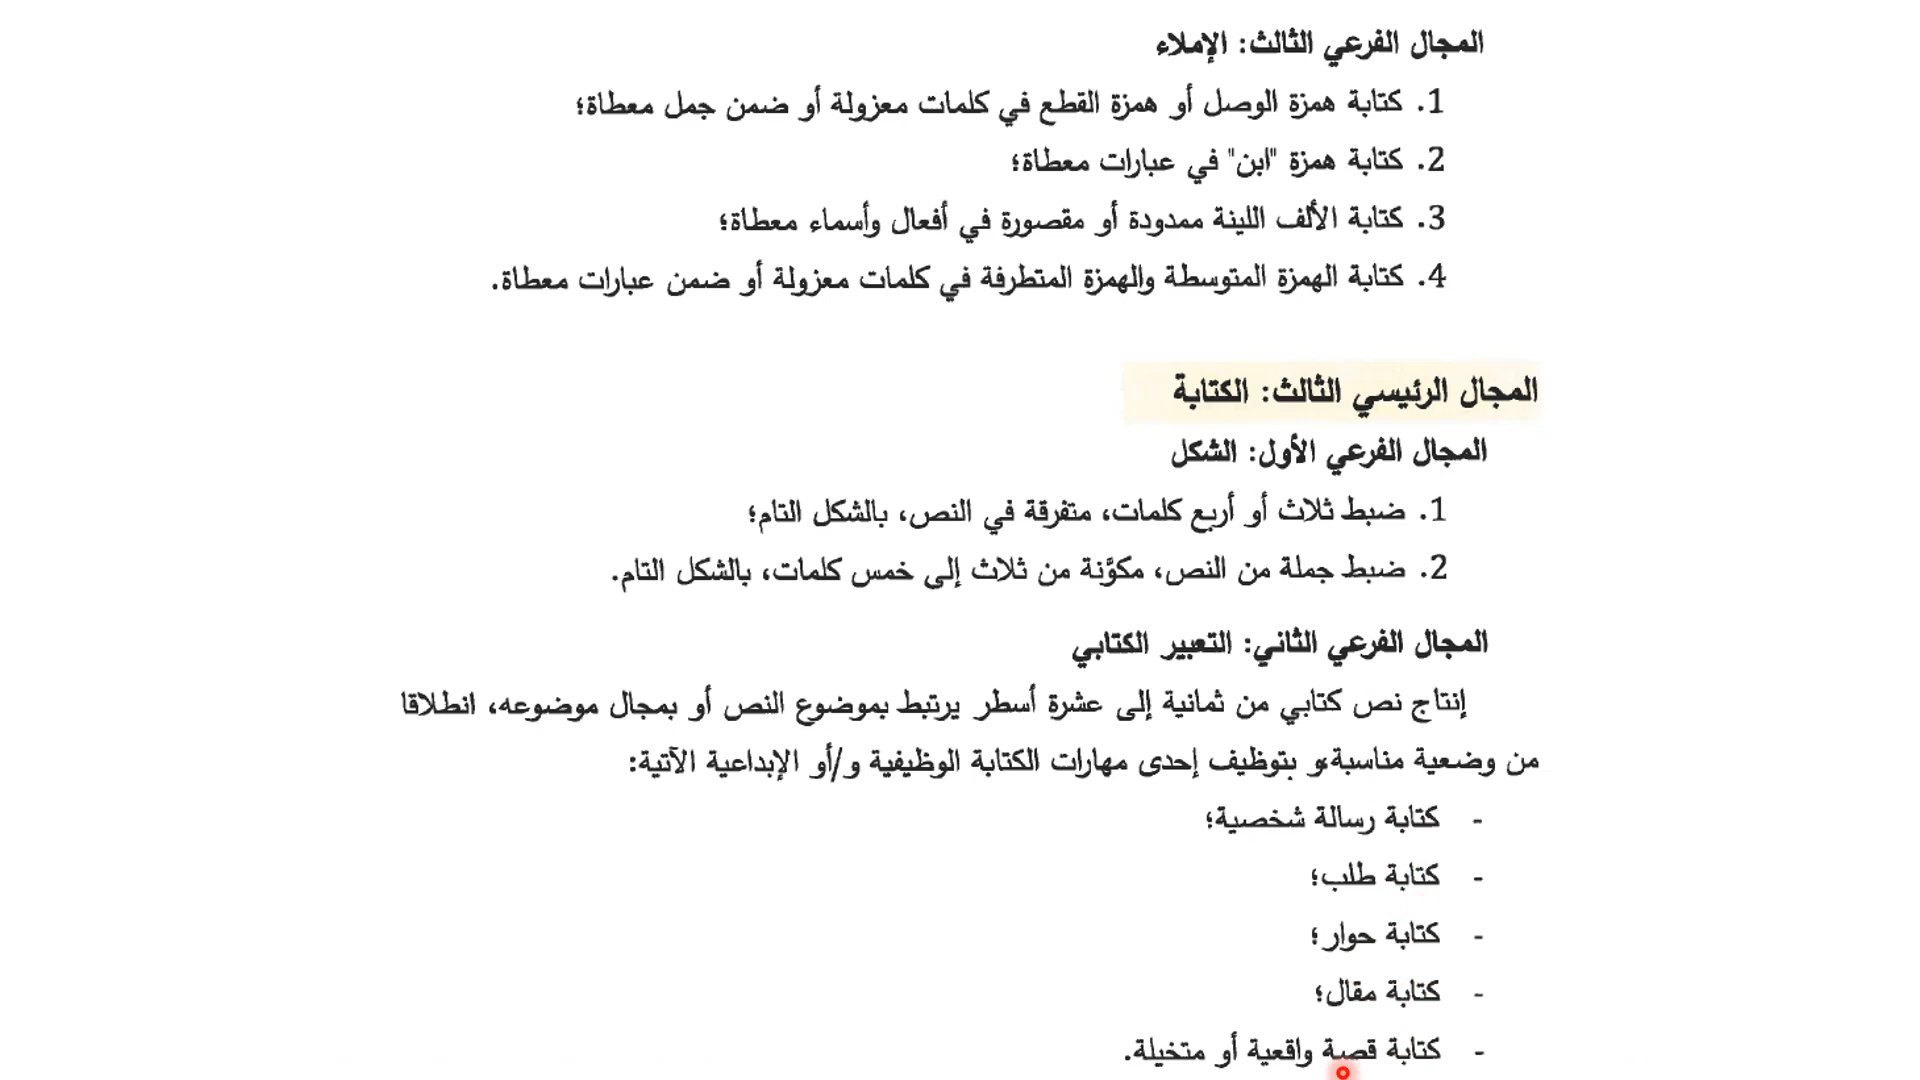 المجال الفرعي الثالث: الإملاء
1. كتابة همزة الوصل أو همزة القطع في كلمات معزولة أو ضمن جمل معطاة؛
2. كتابة همزة "ابن" في عبارات معطاة؛
3. كتابة الألف اللينة ممدودة أو مقصورة في أفعال وأسماء معطاة؛
4. كتابة الهمزة المتوسطة والهمزة المتطرفة في كلمات معزولة أو ضمن عبارات معطاة.
المجال الرئيسي الثالث: الكتابة
المجال الفرعي الأول: الشكل
1. ضبط ثلاث أو أربع كلمات، متفرقة في النص، بالشكل التام؛
2. ضبط جملة من النص، مكوَّنة من ثلاث إلى خمس كلمات، بالشكل التام.
المجال الفرعي الثاني: التعبير الكتابي
إنتاج نص كتابي من ثمانية إلى عشرة أسطر يرتبط بموضوع النص أو بمجال موضوعه، انطلاقا
من وضعية مناسبة، و بتوظيف إحدى مهارات الكتابة الوظيفية و/أو الإبداعية الآتية:
- كتابة رسالة شخصية؛
- كتابة طلب؛
- كتابة حوار؛
- كتابة مقال؛
- كتابة قصة واقعية أو متخيلة.